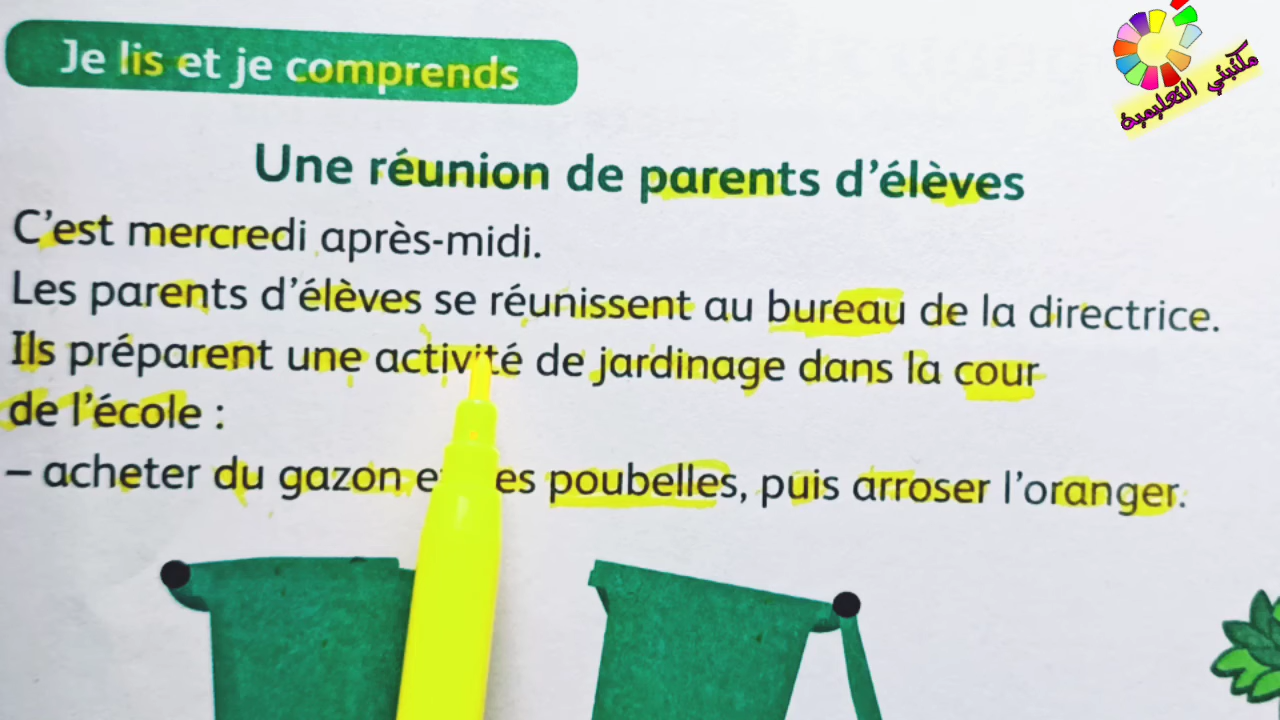 Je lis et je comprends
مكتبتي التعليمية
Une réunion de parents d'élèves
C'est mercredi après-midi.
Les parents d'élèves se réunissent au bureau de la directrice.
Ils préparent une activité de jardinage dans la cour
de l'école :
– acheter du gazon es poubelles, puis arroser l'oranger.